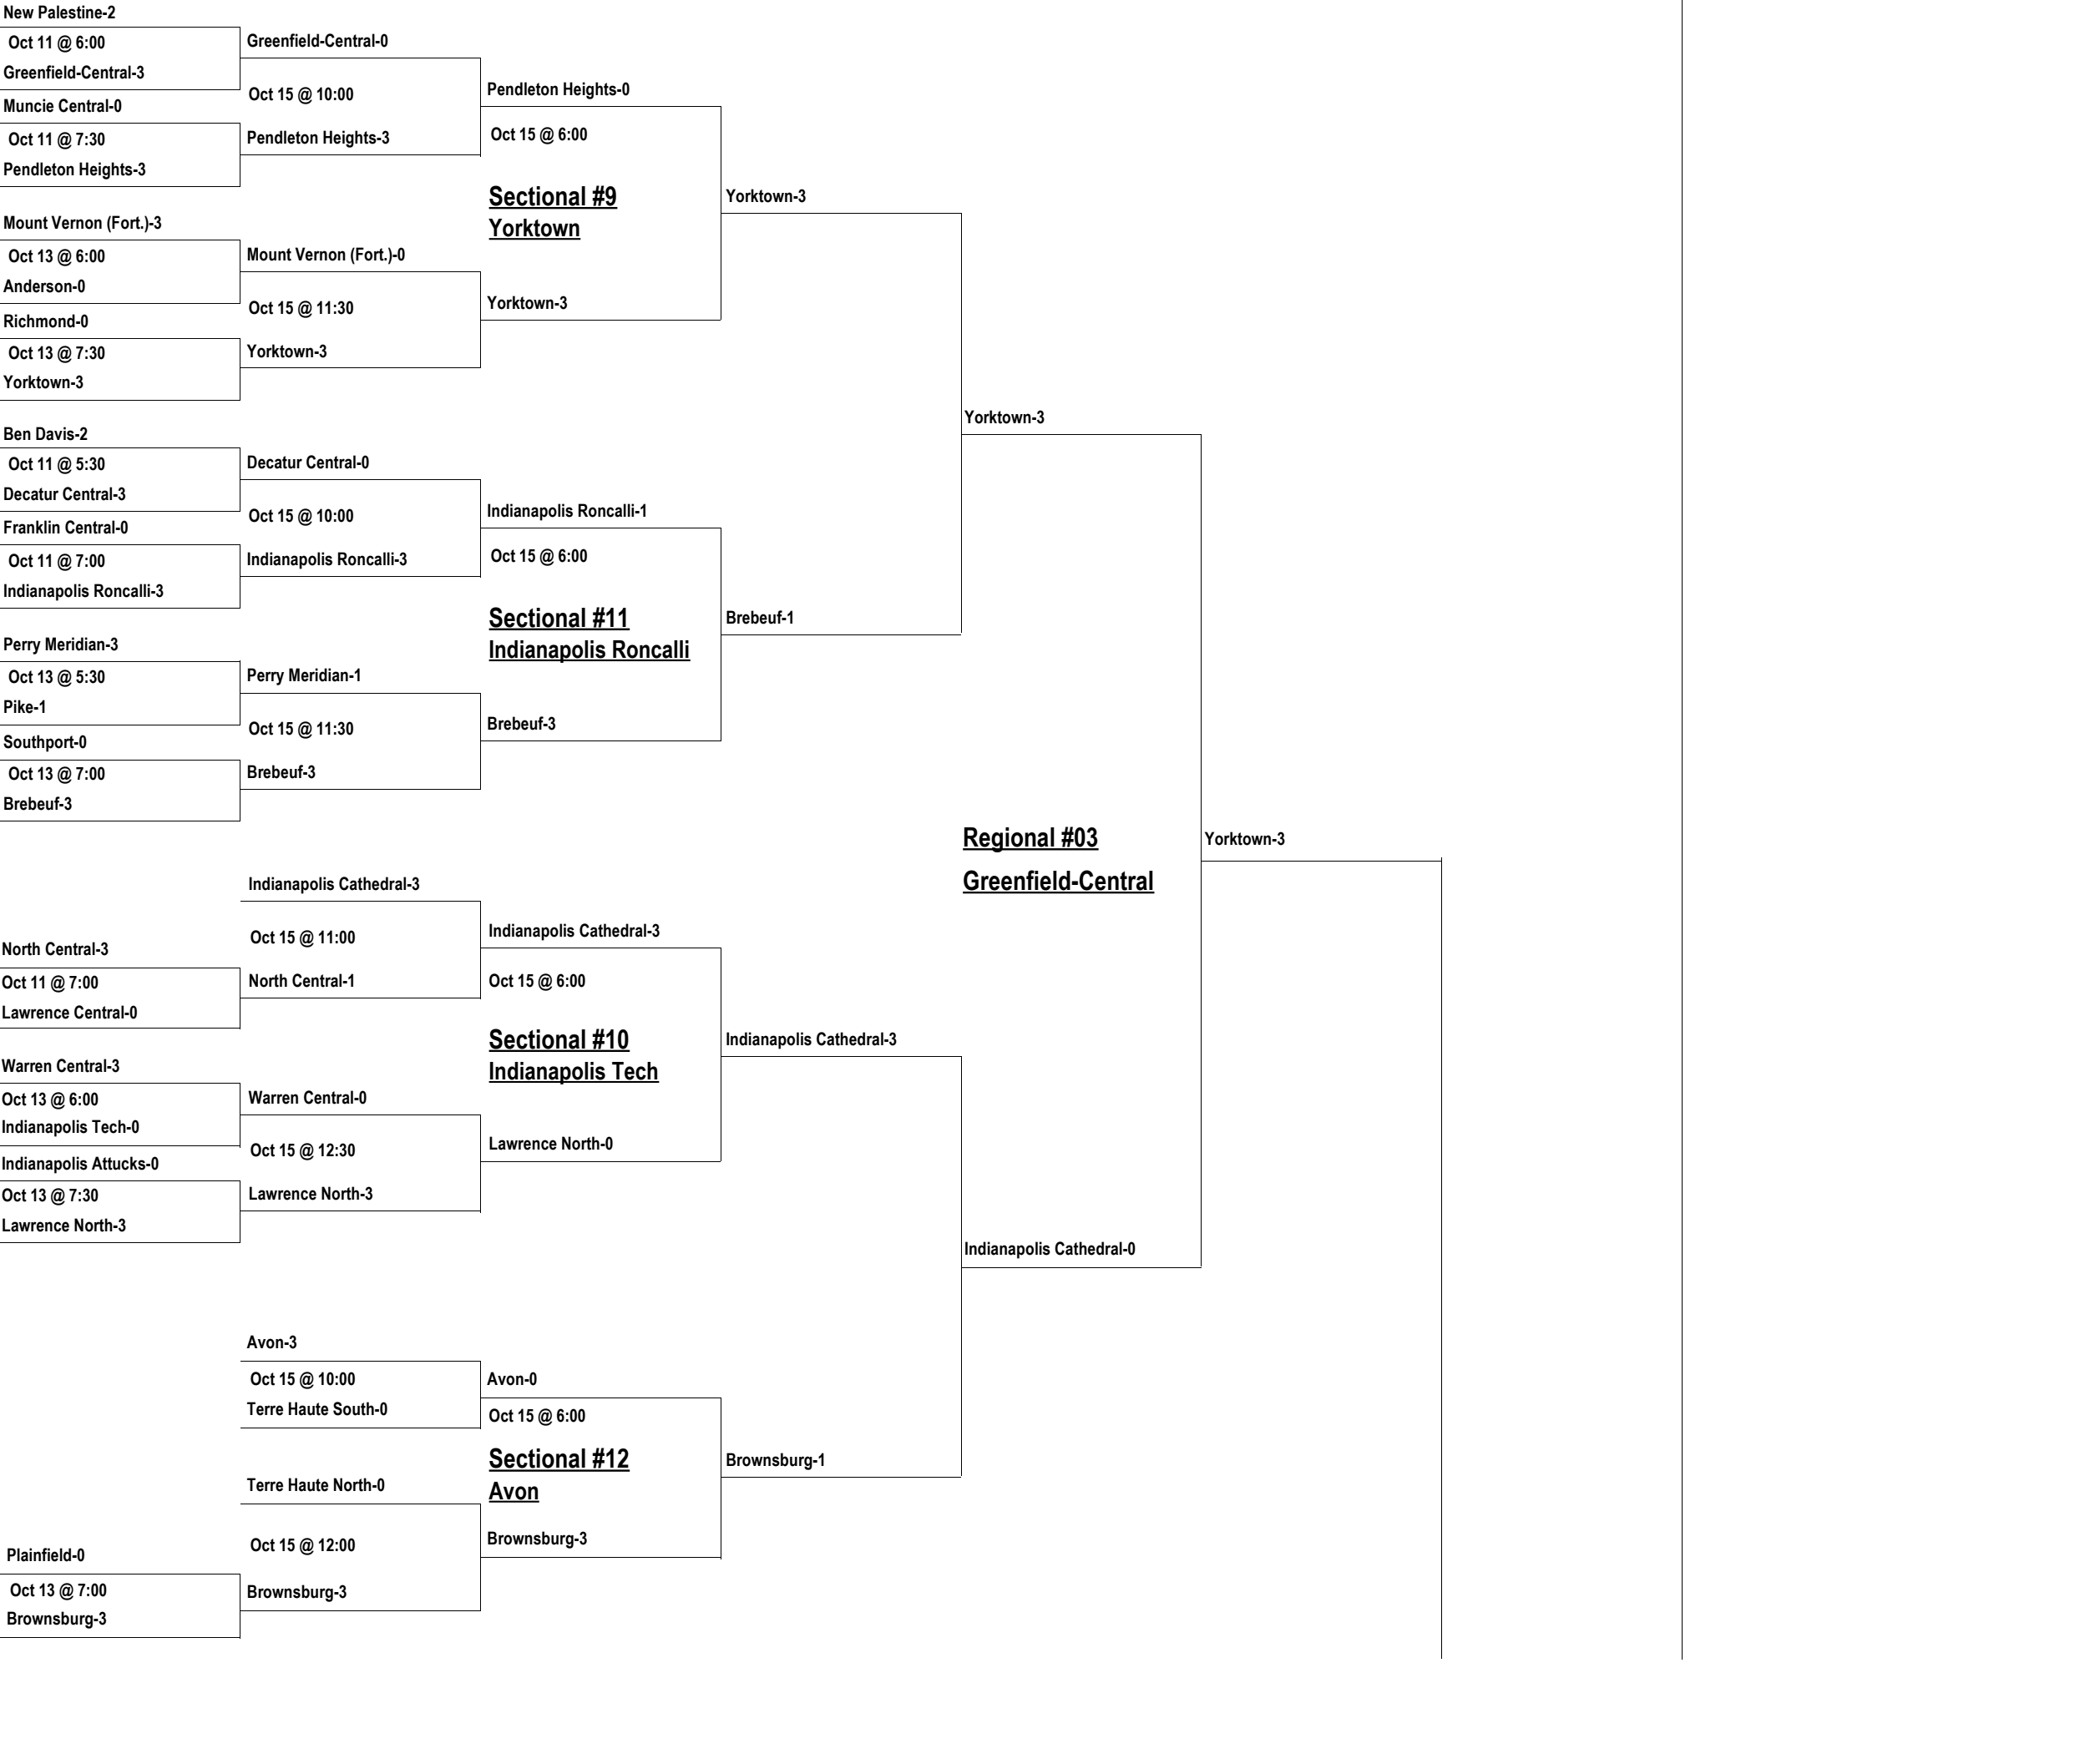 New Palestine-2
Oct 11 @ 6:00
Greenfield-Central-3
Muncie Central-0
Oct 11 @ 7:30
Pendleton Heights-3
Mount Vernon (Fort.)-3
Oct 13 @ 6:00
Anderson-0
Richmond-0
Oct 13 @ 7:30
Yorktown-3
Greenfield-Central-0
Oct 15 @ 10:00
Pendleton Heights-3
Mount Vernon (Fort.)-0
Oct 15 @ 11:30
Yorktown-3
Pendleton Heights-0
Oct 15 @ 6:00
Sectional #9
Yorktown
Yorktown-3
Yorktown-3
Ben Davis-2
Oct 11 @ 5:30
Decatur Central-3
Franklin Central-0
Oct 11 @ 7:00
Indianapolis Roncalli-3
Perry Meridian-3
Oct 13 @ 5:30
Pike-1
Southport-0
Oct 13 @ 7:00
Brebeuf-3
Decatur Central-0
Oct 15 @ 10:00
Indianapolis Roncalli-3
Perry Meridian-1
Oct 15 @ 11:30
Brebeuf-3
Indianapolis Roncalli-1
Oct 15 @ 6:00
Sectional #11
Indianapolis Roncalli
Brebeuf-3
Brebeuf-1
Yorktown-3
Regional #03
Greenfield-Central
Yorktown-3
Indianapolis Cathedral-3
North Central-3
Oct 11 @ 7:00
Lawrence Central-0
Warren Central-3
Oct 13 @ 6:00
Indianapolis Tech-0
Indianapolis Attucks-0
Oct 13 @ 7:30
Lawrence North-3
Oct 15 @ 11:00
North Central-1
Warren Central-0
Oct 15 @ 12:30
Lawrence North-3
Indianapolis Cathedral-3
Oct 15 @ 6:00
Sectional #10
Indianapolis Tech
Lawrence North-0
Indianapolis Cathedral-3
Indianapolis Cathedral-0
Avon-3
Oct 15 @ 10:00
Terre Haute South-0
Terre Haute North-0
Plainfield-0
Oct 13 @ 7:00
Brownsburg-3
Oct 15 @ 12:00
Brownsburg-3
Avon-0
Oct 15 @ 6:00
Sectional #12
Avon
Brownsburg-3
Brownsburg-1